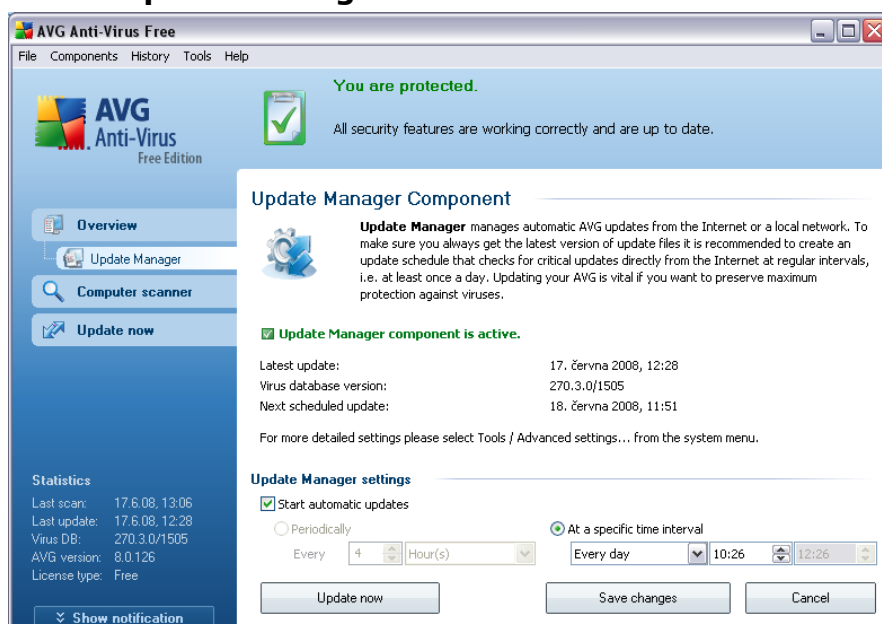 AVG Anti-Virus Free
File Components History Tools Help
AVG
Anti-Virus
Free Edition
You are protected.
All security features are working correctly and are up to date.
Overview
Update Manager
Computer scanner
Update now
Update Manager Component
Update Manager manages automatic AVG updates from the Internet or a local network. To
make sure you always get the latest version of update files it is recommended to create an
update schedule that checks for critical updates directly from the Internet at regular intervals,
i.e. at least once a day. Updating your AVG is vital if you want to preserve maximum
protection against viruses.
Update Manager component is active.
Latest update: 17. června 2008, 12:28
Virus database version: 270.3.0/1505
Next scheduled update: 18. června 2008, 11:51
For more detailed settings please select Tools / Advanced settings... from the system menu.
Update Manager settings
Start automatic updates
Periodically
Every 4 Hour(s)
At a specific time interval
Every day 10:26 12:26
Update now Save changes Cancel
Statistics
Last scan: 17.6.08, 13:06
Last update: 17.6.08, 12:28
Virus DB: 270.3.0/1505
AVG version: 8.0.126
License type: Free
Show notification